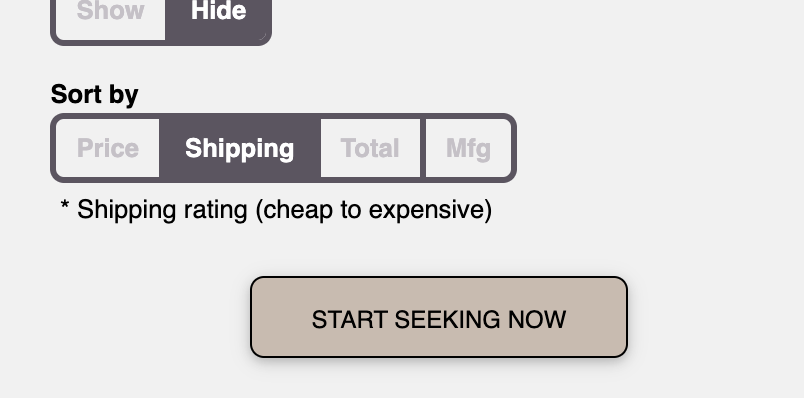 Show Hide
Sort by
Price Shipping Total Mfg
* Shipping rating (cheap to expensive)
START SEEKING NOW